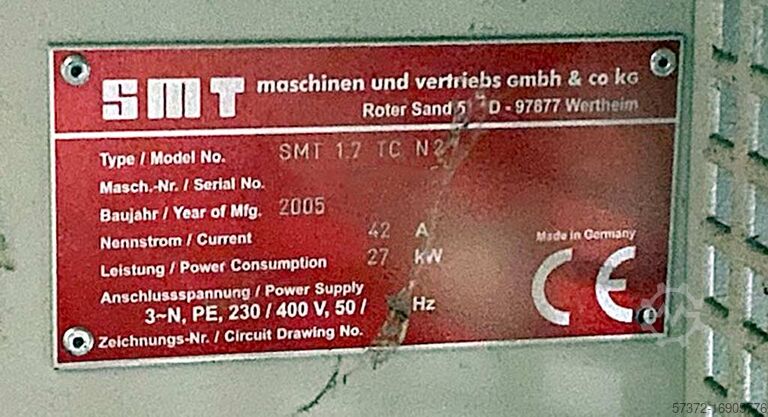 SMT maschinen und vertriebs gmbh & co kg
Roter Sand D - 97877 Wertheim
Type / Model No. SMT 1.7 TC N2
Masch.-Nr. / Serial No.
Baujahr / Year of Mfg. 2005
Nennstrom / Current 42 A
Leistung / Power Consumption 27 kW
Anschlussspannung / Power Supply
3~N, PE, 230 / 400 V, 50 / Hz
Zeichnungs-Nr. / Circuit Drawing No.
Made in Germany
CE
57372-16909576